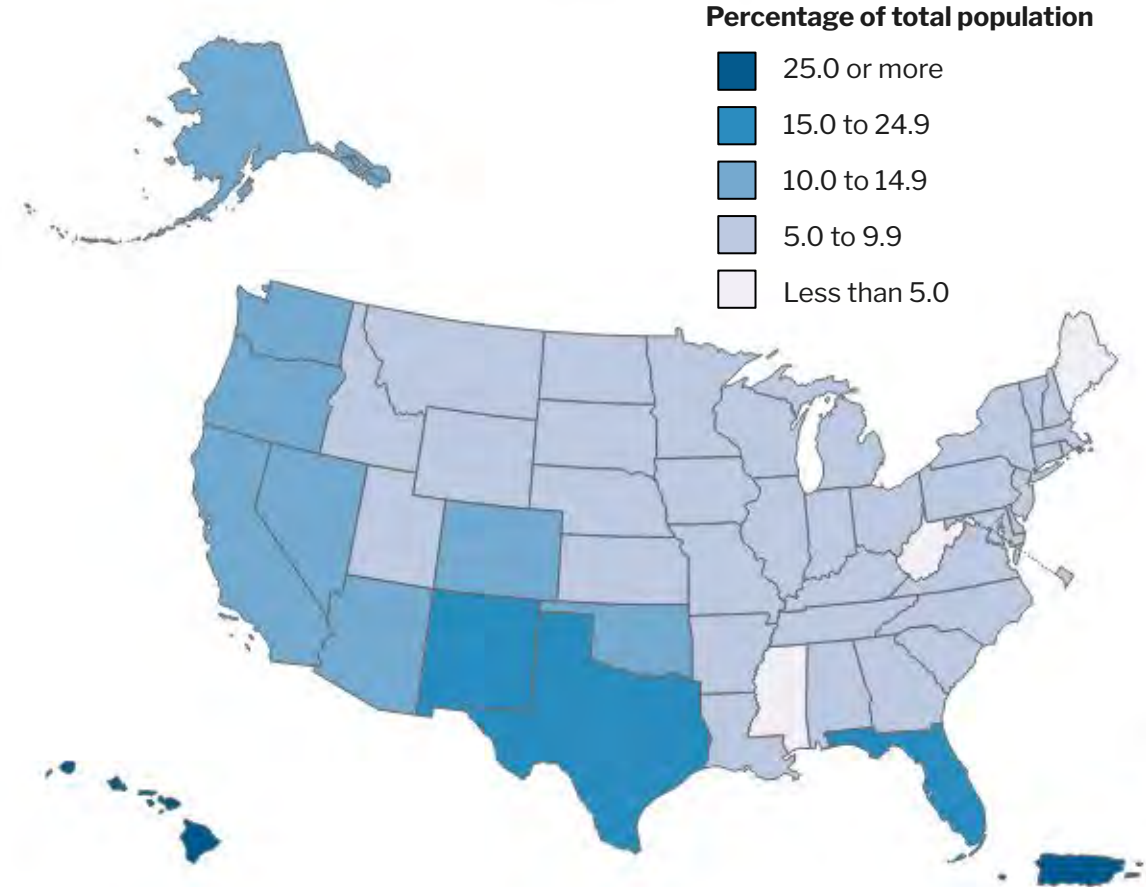 Percentage of total population
25.0 or more
15.0 to 24.9
10.0 to 14.9
5.0 to 9.9
Less than 5.0